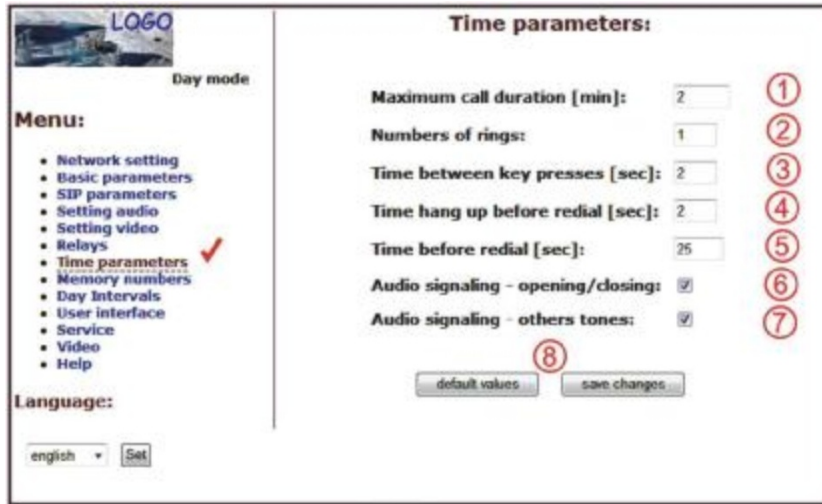 LOGO
Day mode
Menu:
Network setting
Basic parameters
SIP parameters
Setting audio
Setting video
Relays
Time parameters
Memory numbers
Day Intervals
User interface
Service
Video
Help
Language:
english
Set
Time parameters:
Maximum call duration [min]: 2 1
Numbers of rings: 1 2
Time between key presses [sec]: 2 3
Time hang up before redial [sec]: 2 4
Time before redial [sec]: 25 5
Audio signaling - opening/closing: 6
Audio signaling - others tones: 7
8
default values save changes